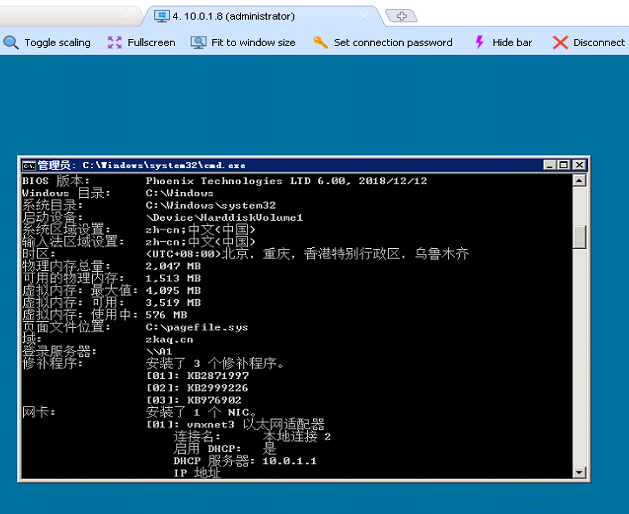 4. 10.0.1.8 (administrator)
Toggle scaling Fullscreen Fit to window size Set connection password Hide bar Disconnect
管理员: C:\Windows\system32\cmd.exe
BIOS 版本: Phoenix Technologies LTD 6.00, 2018/12/12
Windows 目录: C:\Windows
系统目录: C:\Windows\system32
启动设备: \Device\HarddiskVolume1
系统区域设置: zh-cn;中文(中国)
输入法区域设置: zh-cn;中文(中国)
时区: (UTC+08:00)北京，重庆，香港特别行政区，乌鲁木齐
物理内存总量: 2,047 MB
可用的物理内存: 1,513 MB
虚拟内存: 最大值: 4,095 MB
虚拟内存: 可用: 3,519 MB
虚拟内存: 使用中: 576 MB
页面文件位置: C:\pagefile.sys
域: zkaq.cn
登录服务器: \\A1
修补程序: 安装了 3 个修补程序。
[01]: KB2871997
[02]: KB2999226
[03]: KB976902
网卡: 安装了 1 个 NIC。
[01]: vmxnet3 以太网适配器
连接名: 本地连接 2
启用 DHCP: 是
DHCP 服务器: 10.0.1.1
IP 地址